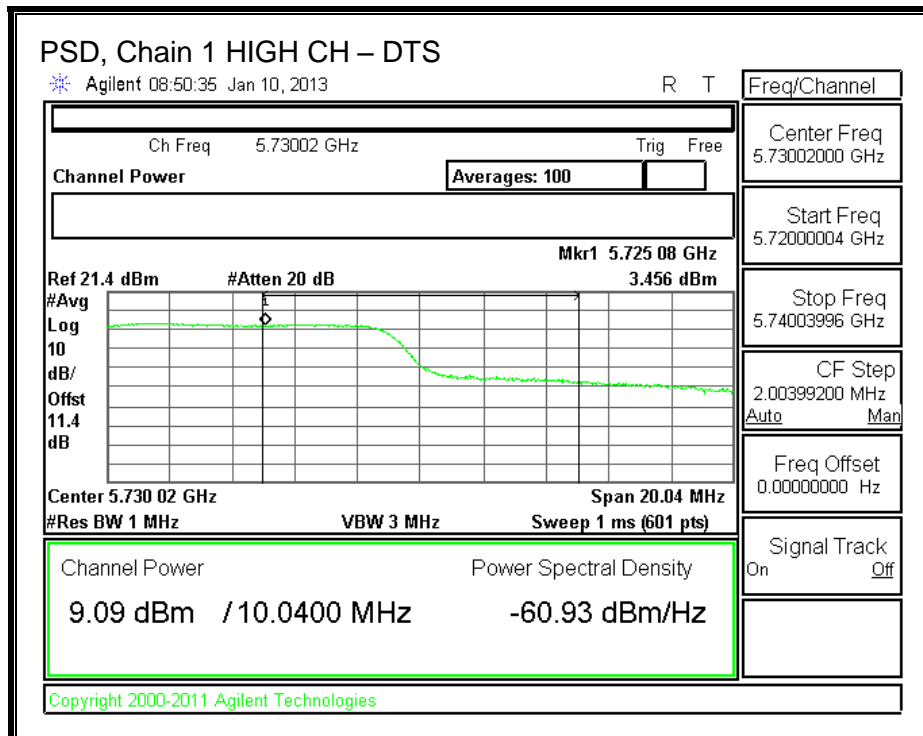 PSD, Chain 1 HIGH CH – DTS
Agilent 08:50:35 Jan 10, 2013 R T
Freq/Channel
Ch Freq 5.73002 GHz Trig Free
Channel Power Averages: 100
Mkr1 5.725 08 GHz
Ref 21.4 dBm #Atten 20 dB 3.456 dBm
#Avg
1
Log
10
dB/
Offst
11.4
dB
Center 5.730 02 GHz Span 20.04 MHz
#Res BW 1 MHz VBW 3 MHz Sweep 1 ms (601 pts)
Channel Power Power Spectral Density
9.09 dBm / 10.0400 MHz -60.93 dBm/Hz
Center Freq
5.73002000 GHz
Start Freq
5.72000004 GHz
Stop Freq
5.74003996 GHz
CF Step
2.00399200 MHz
Auto Man
Freq Offset
0.00000000 Hz
Signal Track
On Off
Copyright 2000-2011 Agilent Technologies